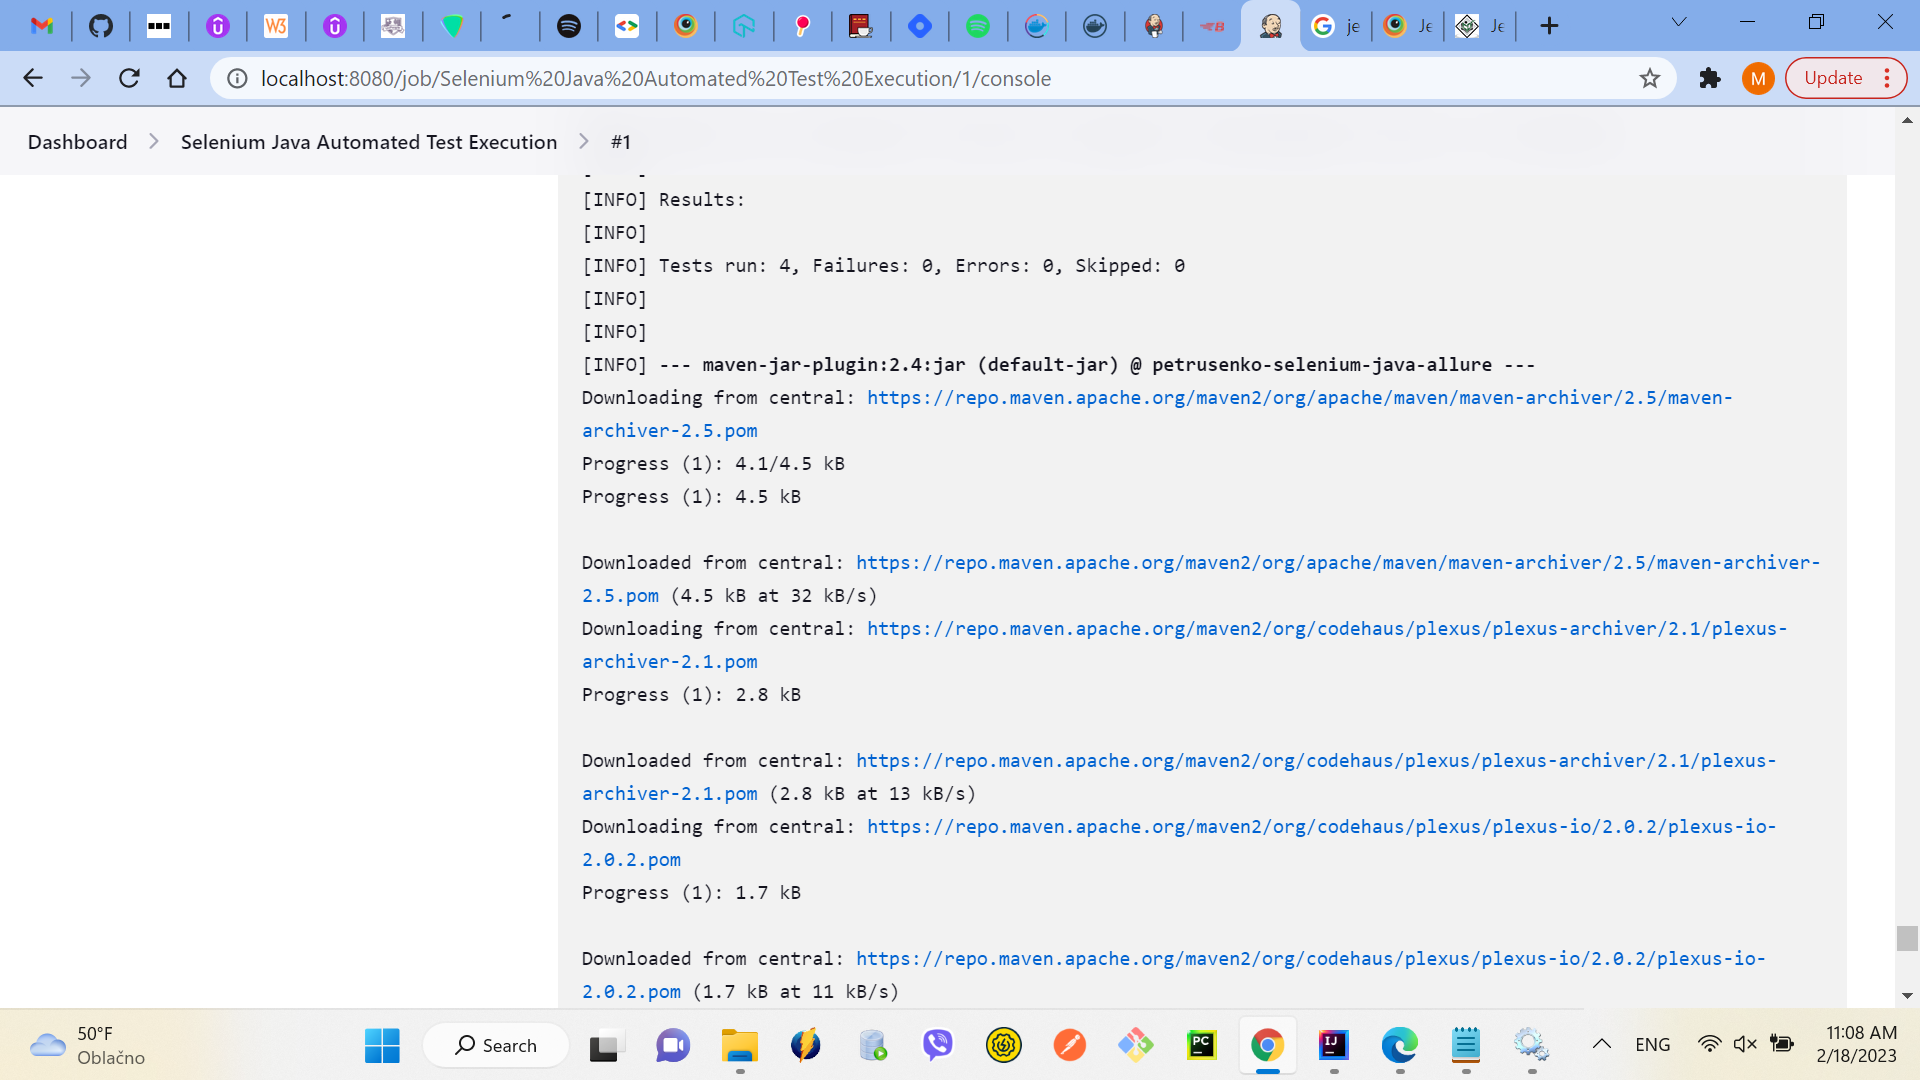 je
Je
Je
localhost:8080/job/Selenium%20Java%20Automated%20Test%20Execution/1/console
M
Update
Dashboard
Selenium Java Automated Test Execution
#1
[INFO] Results:
[INFO]
[INFO] Tests run: 4, Failures: 0, Errors: 0, Skipped: 0
[INFO]
[INFO]
[INFO] --- maven-jar-plugin:2.4:jar (default-jar) @ petrusenko-selenium-java-allure ---
Downloading from central: https://repo.maven.apache.org/maven2/org/apache/maven/maven-archiver/2.5/maven-
archiver-2.5.pom
Progress (1): 4.1/4.5 kB
Progress (1): 4.5 kB
Downloaded from central: https://repo.maven.apache.org/maven2/org/apache/maven/maven-archiver/2.5/maven-archiver-
2.5.pom (4.5 kB at 32 kB/s)
Downloading from central: https://repo.maven.apache.org/maven2/org/codehaus/plexus/plexus-archiver/2.1/plexus-
archiver-2.1.pom
Progress (1): 2.8 kB
Downloaded from central: https://repo.maven.apache.org/maven2/org/codehaus/plexus/plexus-archiver/2.1/plexus-
archiver-2.1.pom (2.8 kB at 13 kB/s)
Downloading from central: https://repo.maven.apache.org/maven2/org/codehaus/plexus/plexus-io/2.0.2/plexus-io-
2.0.2.pom
Progress (1): 1.7 kB
Downloaded from central: https://repo.maven.apache.org/maven2/org/codehaus/plexus/plexus-io/2.0.2/plexus-io-
2.0.2.pom (1.7 kB at 11 kB/s)
50°F
Oblačno
Search
ENG
11:08 AM
2/18/2023